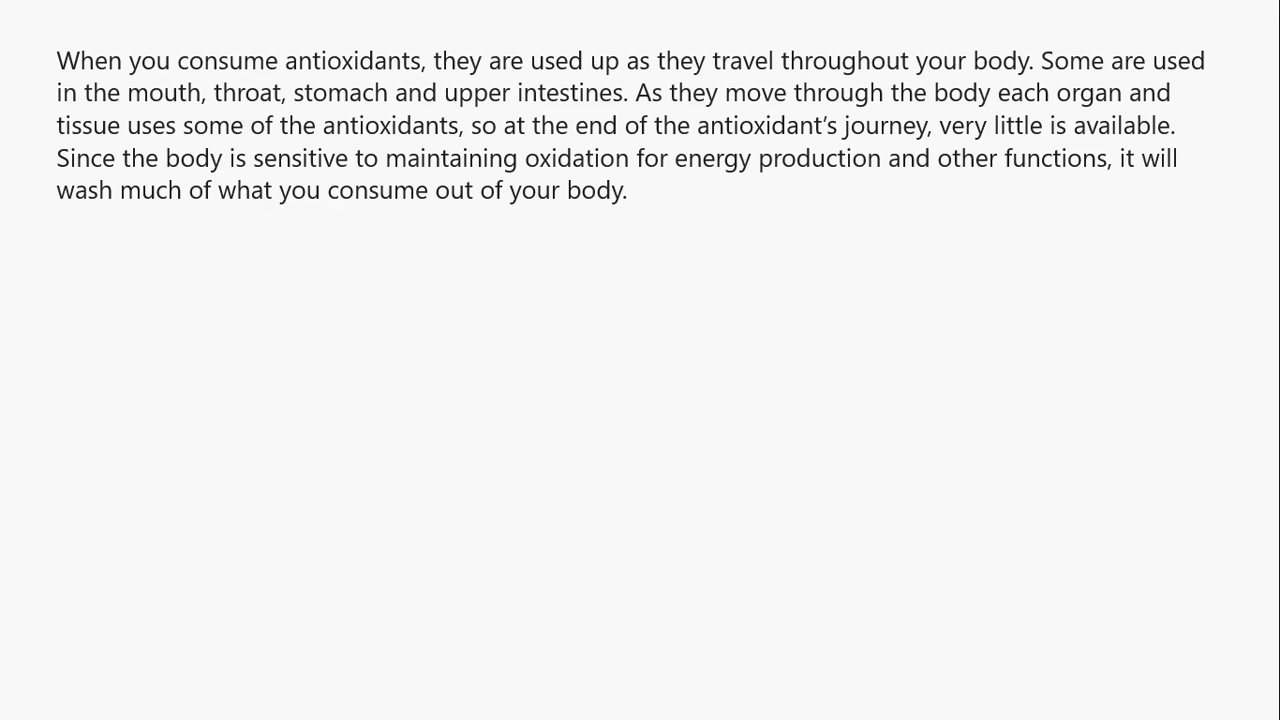 When you consume antioxidants, they are used up as they travel throughout your body. Some are used
in the mouth, throat, stomach and upper intestines. As they move through the body each organ and
tissue uses some of the antioxidants, so at the end of the antioxidant’s journey, very little is available.
Since the body is sensitive to maintaining oxidation for energy production and other functions, it will
wash much of what you consume out of your body.